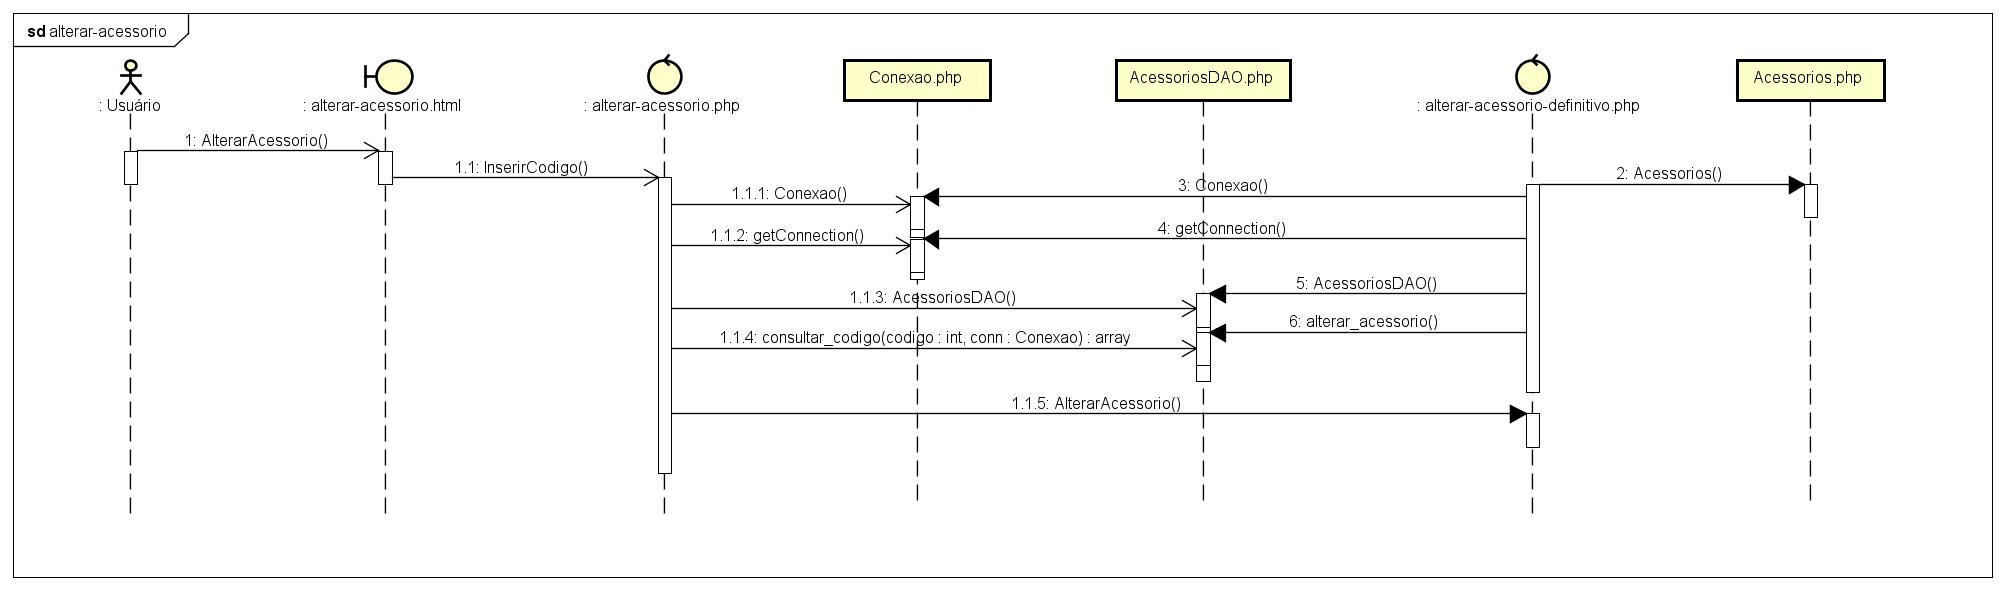 sd alterar-acessorio
: Usuário
: alterar-acessorio.html
: alterar-acessorio.php
Conexao.php
AcessoriosDAO.php
: alterar-acessorio-definitivo.php
Acessorios.php
1: AlterarAcessorio()
1.1: InserirCodigo()
2: Acessorios()
1.1.1: Conexao()
3: Conexao()
1.1.2: getConnection()
4: getConnection()
5: AcessoriosDAO()
1.1.3: AcessoriosDAO()
6: alterar_acessorio()
1.1.4: consultar_codigo(codigo : int, conn : Conexao) : array
1.1.5: AlterarAcessorio()